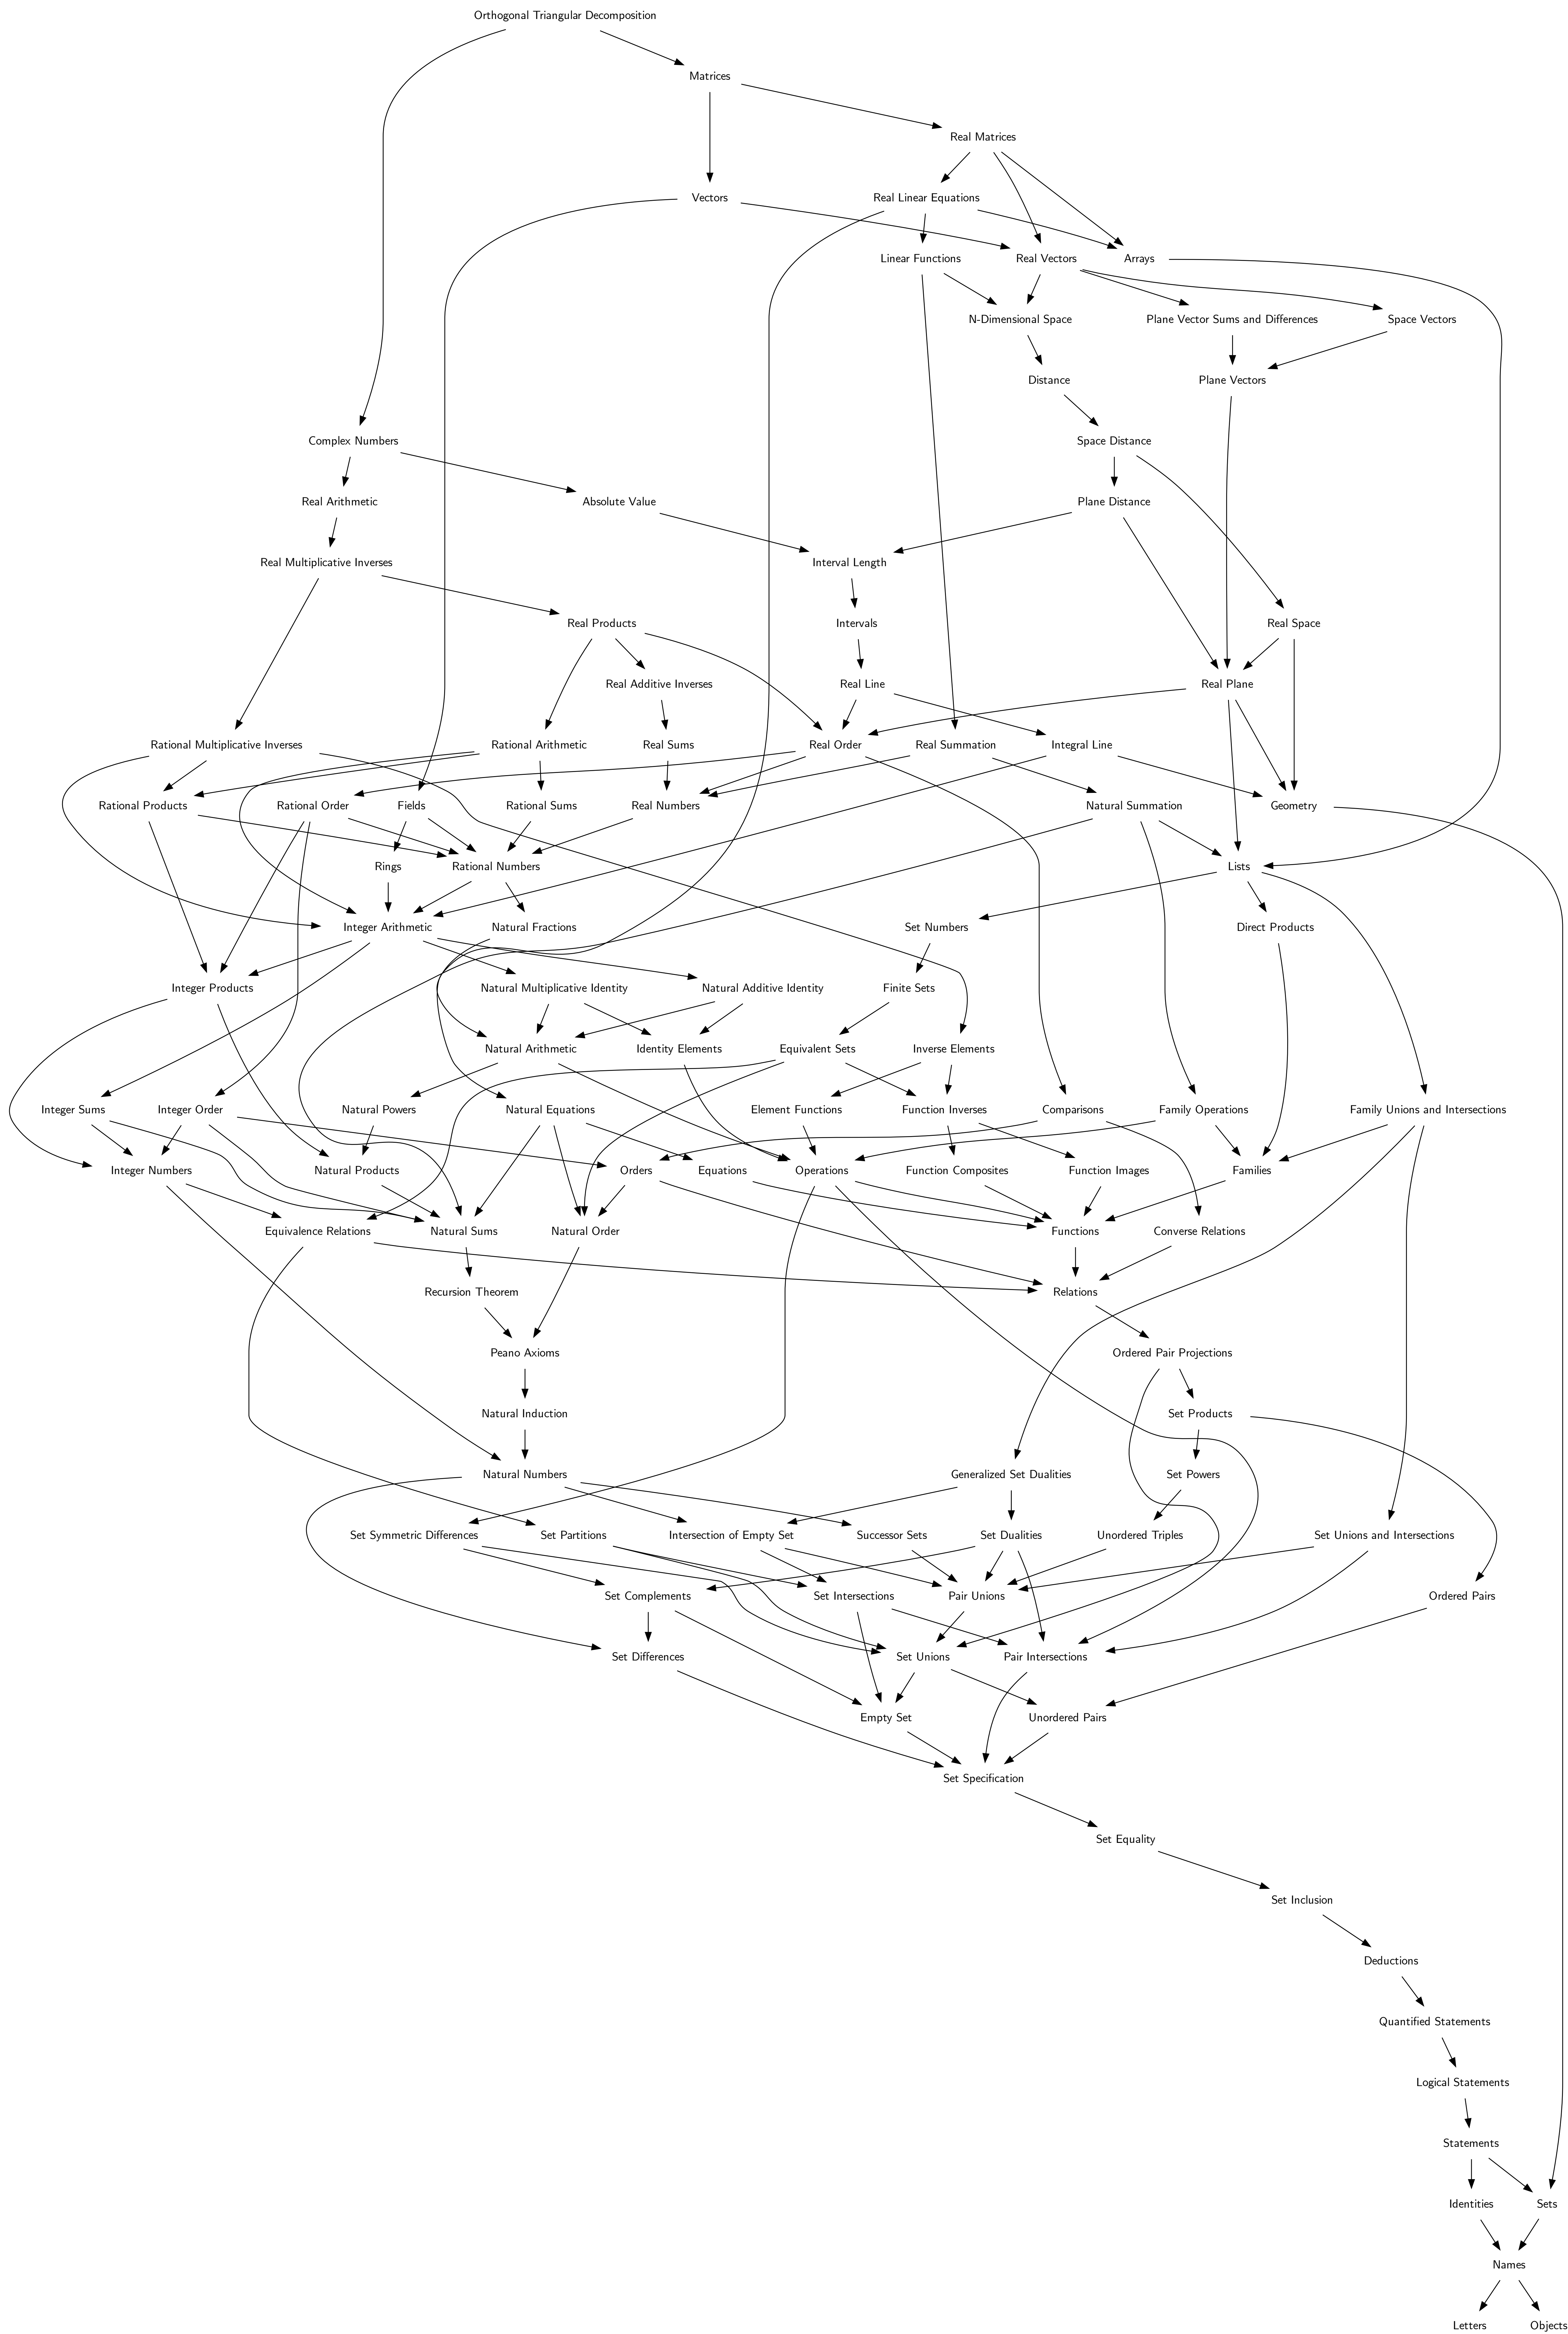 Orthogonal Triangular Decomposition
Matrices
Real Matrices
Vectors
Real Linear Equations
Linear Functions
Real Vectors
Arrays
N-Dimensional Space
Plane Vector Sums and Differences
Space Vectors
Distance
Plane Vectors
Complex Numbers
Space Distance
Real Arithmetic
Absolute Value
Plane Distance
Real Multiplicative Inverses
Interval Length
Real Products
Intervals
Real Space
Real Additive Inverses
Real Line
Real Plane
Rational Multiplicative Inverses
Rational Arithmetic
Real Sums
Real Order
Real Summation
Integral Line
Rational Products
Rational Order
Fields
Rational Sums
Real Numbers
Natural Summation
Geometry
Rings
Rational Numbers
Lists
Integer Arithmetic
Natural Fractions
Set Numbers
Direct Products
Integer Products
Natural Multiplicative Identity
Natural Additive Identity
Finite Sets
Natural Arithmetic
Identity Elements
Equivalent Sets
Inverse Elements
Integer Sums
Integer Order
Natural Powers
Natural Equations
Element Functions
Function Inverses
Comparisons
Family Operations
Family Unions and Intersections
Integer Numbers
Natural Products
Orders
Equations
Operations
Function Composites
Function Images
Families
Equivalence Relations
Natural Sums
Natural Order
Functions
Converse Relations
Recursion Theorem
Relations
Peano Axioms
Ordered Pair Projections
Natural Induction
Set Products
Natural Numbers
Generalized Set Dualities
Set Powers
Set Symmetric Differences
Set Partitions
Intersection of Empty Set
Successor Sets
Set Dualities
Unordered Triples
Set Unions and Intersections
Set Complements
Set Intersections
Pair Unions
Ordered Pairs
Set Differences
Set Unions
Pair Intersections
Empty Set
Unordered Pairs
Set Specification
Set Equality
Set Inclusion
Deductions
Quantified Statements
Logical Statements
Statements
Identities
Sets
Names
Letters
Objects